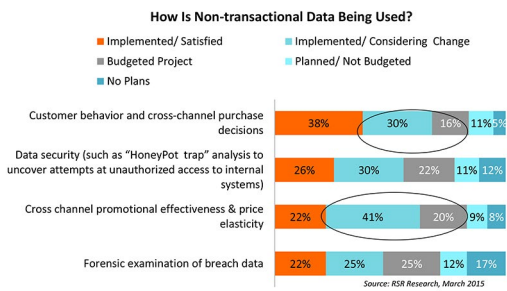 How Is Non-transactional Data Being Used?
Implemented/ Satisfied
Implemented/ Considering Change
Budgeted Project
Planned/ Not Budgeted
No Plans
Customer behavior and cross-channel purchase
decisions
38% 30% 16% 11% 5%
Data security (such as “HoneyPot trap” analysis to
uncover attempts at unauthorized access to internal
systems)
26% 30% 22% 11% 12%
Cross channel promotional effectiveness & price
elasticity
22% 41% 20% 9% 8%
Forensic examination of breach data
22% 25% 25% 12% 17%
Source: RSR Research, March 2015